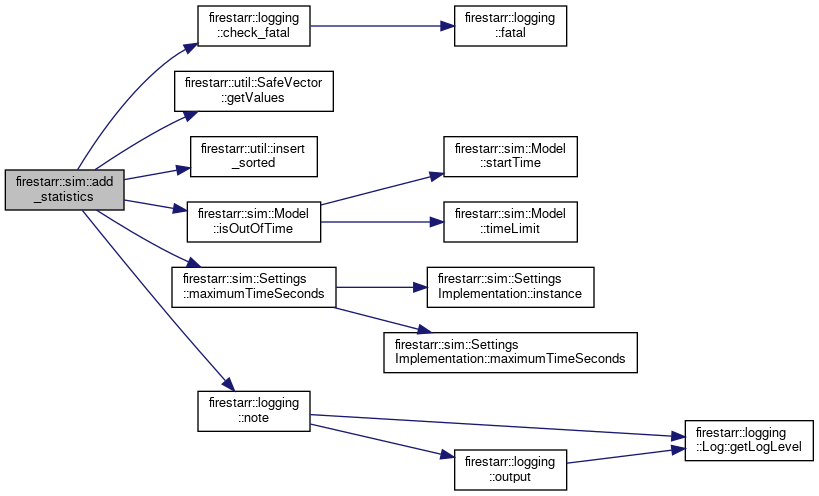 firestarr::logging
::check_fatal
firestarr::logging
::fatal
firestarr::util::SafeVector
::getValues
firestarr::util::insert
_sorted
firestarr::sim::Model
::startTime
firestarr::sim::add
_statistics
firestarr::sim::Model
::isOutOfTime
firestarr::sim::Model
::timeLimit
firestarr::sim::Settings
::maximumTimeSeconds
firestarr::sim::Settings
Implementation::instance
firestarr::sim::Settings
Implementation::maximumTimeSeconds
firestarr::logging
::note
firestarr::logging
::Log::getLogLevel
firestarr::logging
::output